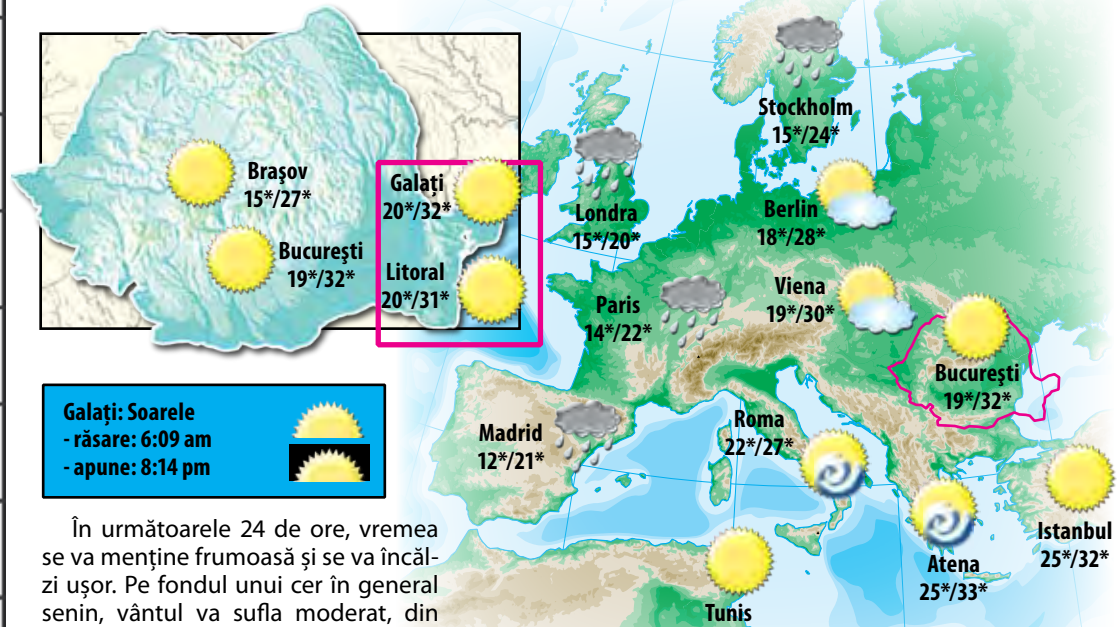 Brașov
15*/27*
București
19*/32*
Galați
20*/32*
Litoral
20*/31*
Stockholm
15*/24*
Londra
15*/20*
Berlin
18*/28*
Paris
14*/22*
Viena
19*/30*
București
19*/32*
Madrid
12*/21*
Roma
22*/27*
Istanbul
25*/32*
Atena
25*/33*
Tunis
Galați: Soarele
- răsare: 6:09 am
- apune: 8:14 pm
În următoarele 24 de ore, vremea
se va menține frumoasă și se va încăl-
zi ușor. Pe fondul unui cer în general
senin, vântul va sufla moderat, din